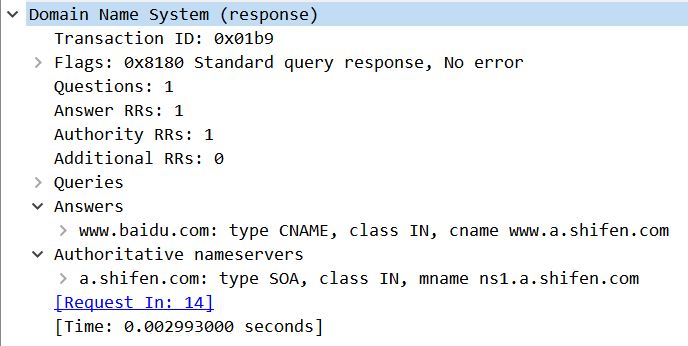 Domain Name System (response)
Transaction ID: 0x01b9
Flags: 0x8180 Standard query response, No error
Questions: 1
Answer RRs: 1
Authority RRs: 1
Additional RRs: 0
Queries
Answers
www.baidu.com: type CNAME, class IN, cname www.a.shifen.com
Authoritative nameservers
a.shifen.com: type SOA, class IN, mname ns1.a.shifen.com
[Request In: 14]
[Time: 0.002993000 seconds]